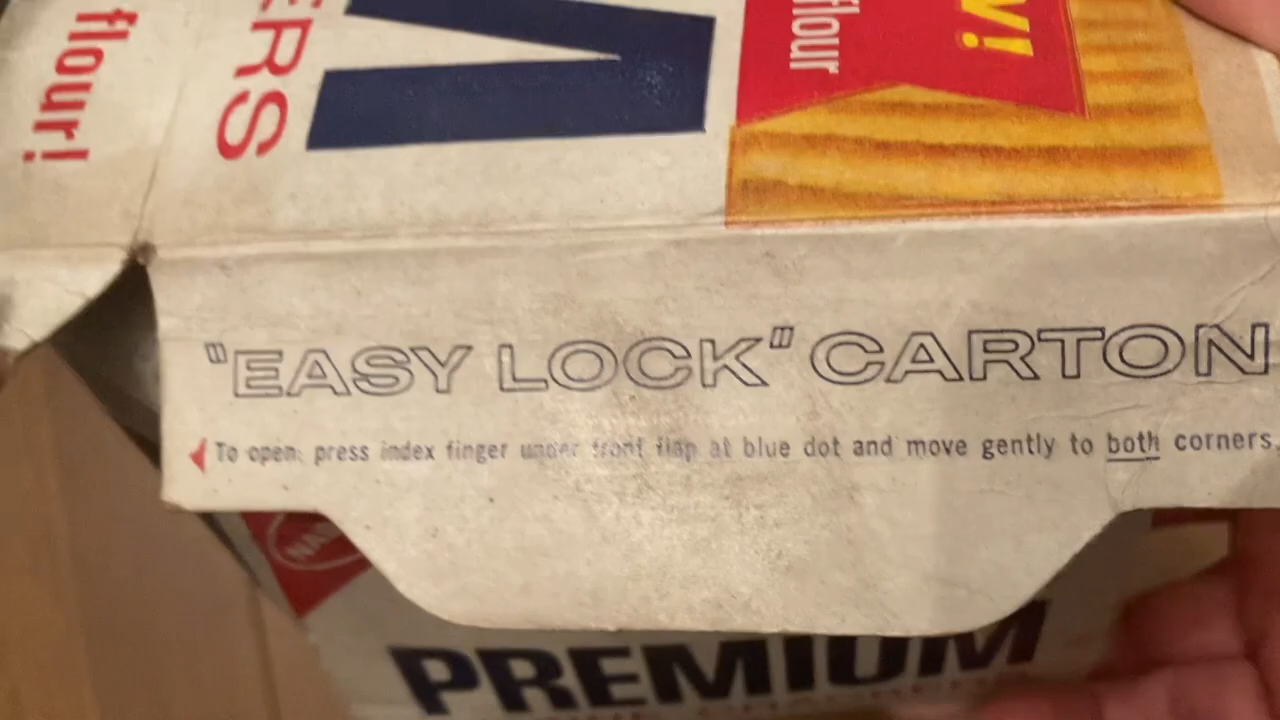 flour!
ERS
flour
w!
"EASY LOCK" CARTON
To open: press index finger under front flap at blue dot and move gently to both corners.
PREMIUM